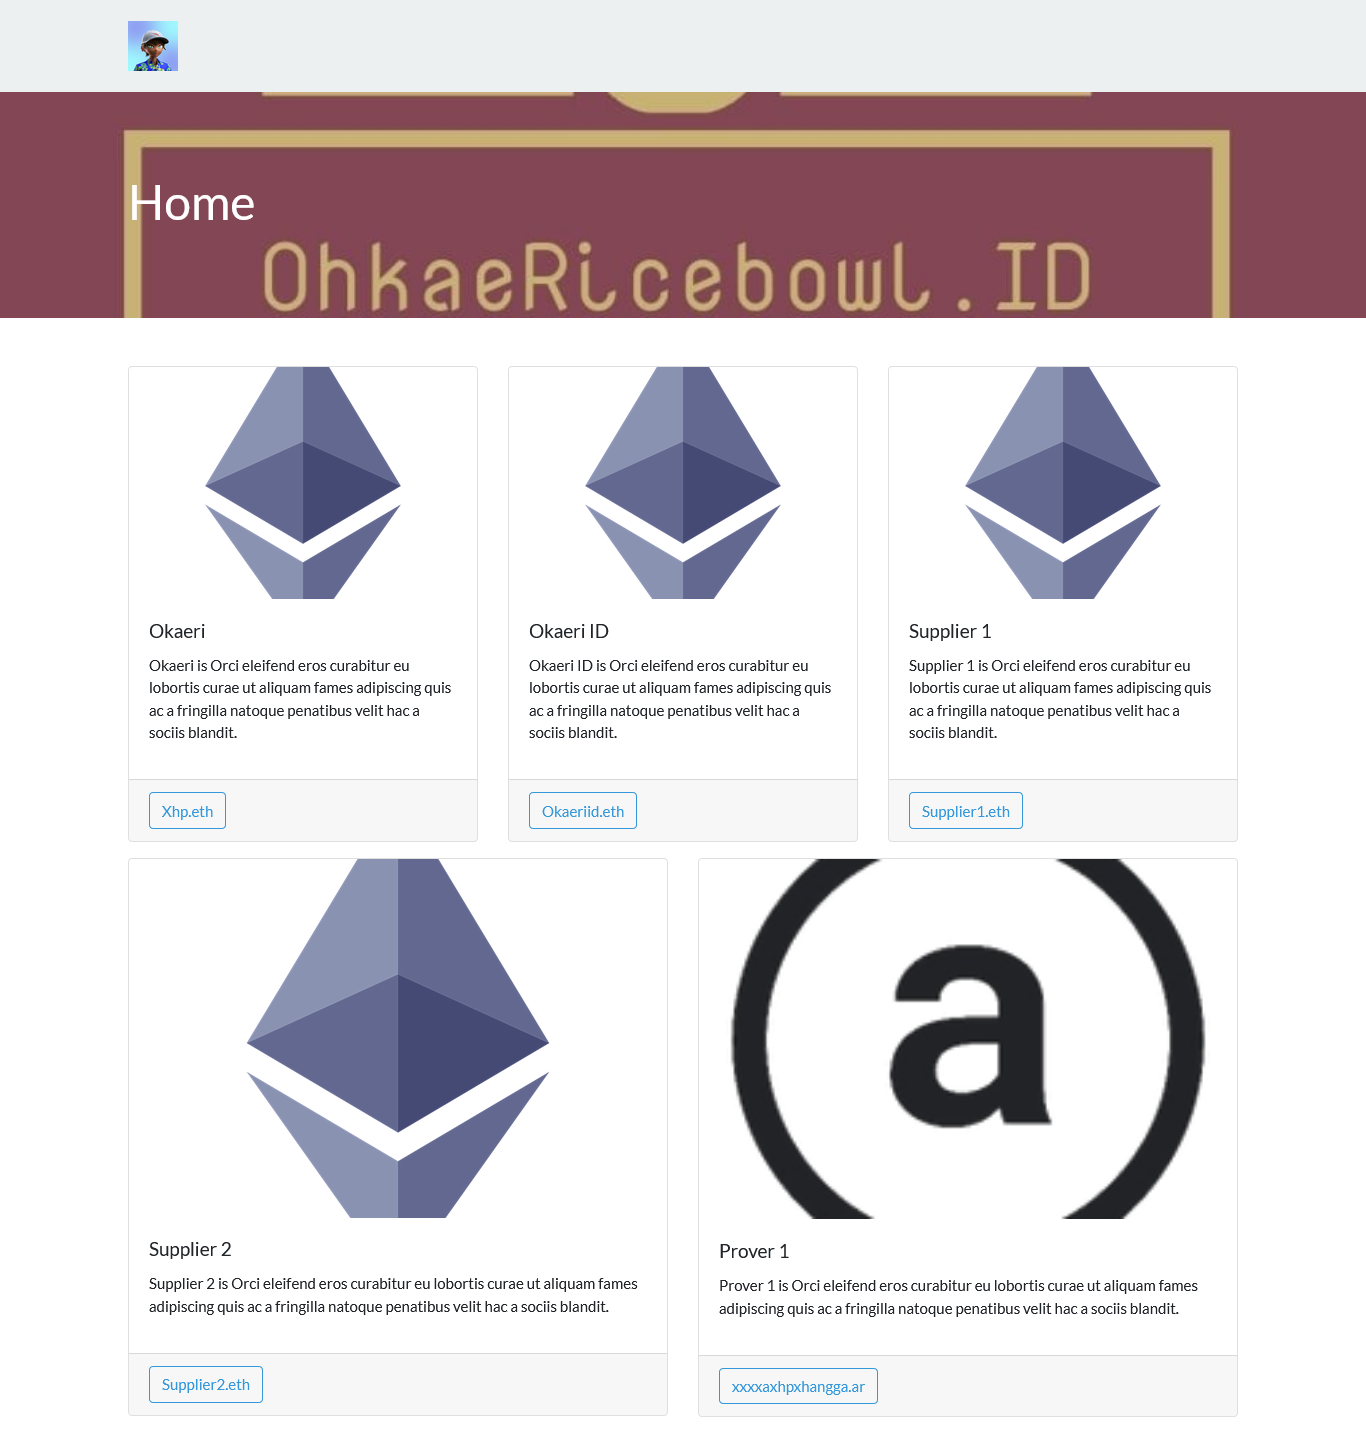 Home
OhkaeRicebowl.ID
Okaeri
Okaeri is Orci eleifend eros curabitur eu
lobortis curae ut aliquam fames adipiscing quis
ac a fringilla natoque penatibus velit hac a
sociis blandit.
Xhp.eth
Okaeri ID
Okaeri ID is Orci eleifend eros curabitur eu
lobortis curae ut aliquam fames adipiscing quis
ac a fringilla natoque penatibus velit hac a
sociis blandit.
Okaeriid.eth
Supplier 1
Supplier 1 is Orci eleifend eros curabitur eu
lobortis curae ut aliquam fames adipiscing quis
ac a fringilla natoque penatibus velit hac a
sociis blandit.
Supplier1.eth
Supplier 2
Supplier 2 is Orci eleifend eros curabitur eu lobortis curae ut aliquam fames
adipiscing quis ac a fringilla natoque penatibus velit hac a sociis blandit.
Supplier2.eth
a
Prover 1
Prover 1 is Orci eleifend eros curabitur eu lobortis curae ut aliquam fames
adipiscing quis ac a fringilla natoque penatibus velit hac a sociis blandit.
xxxxaxhpxhangga.ar